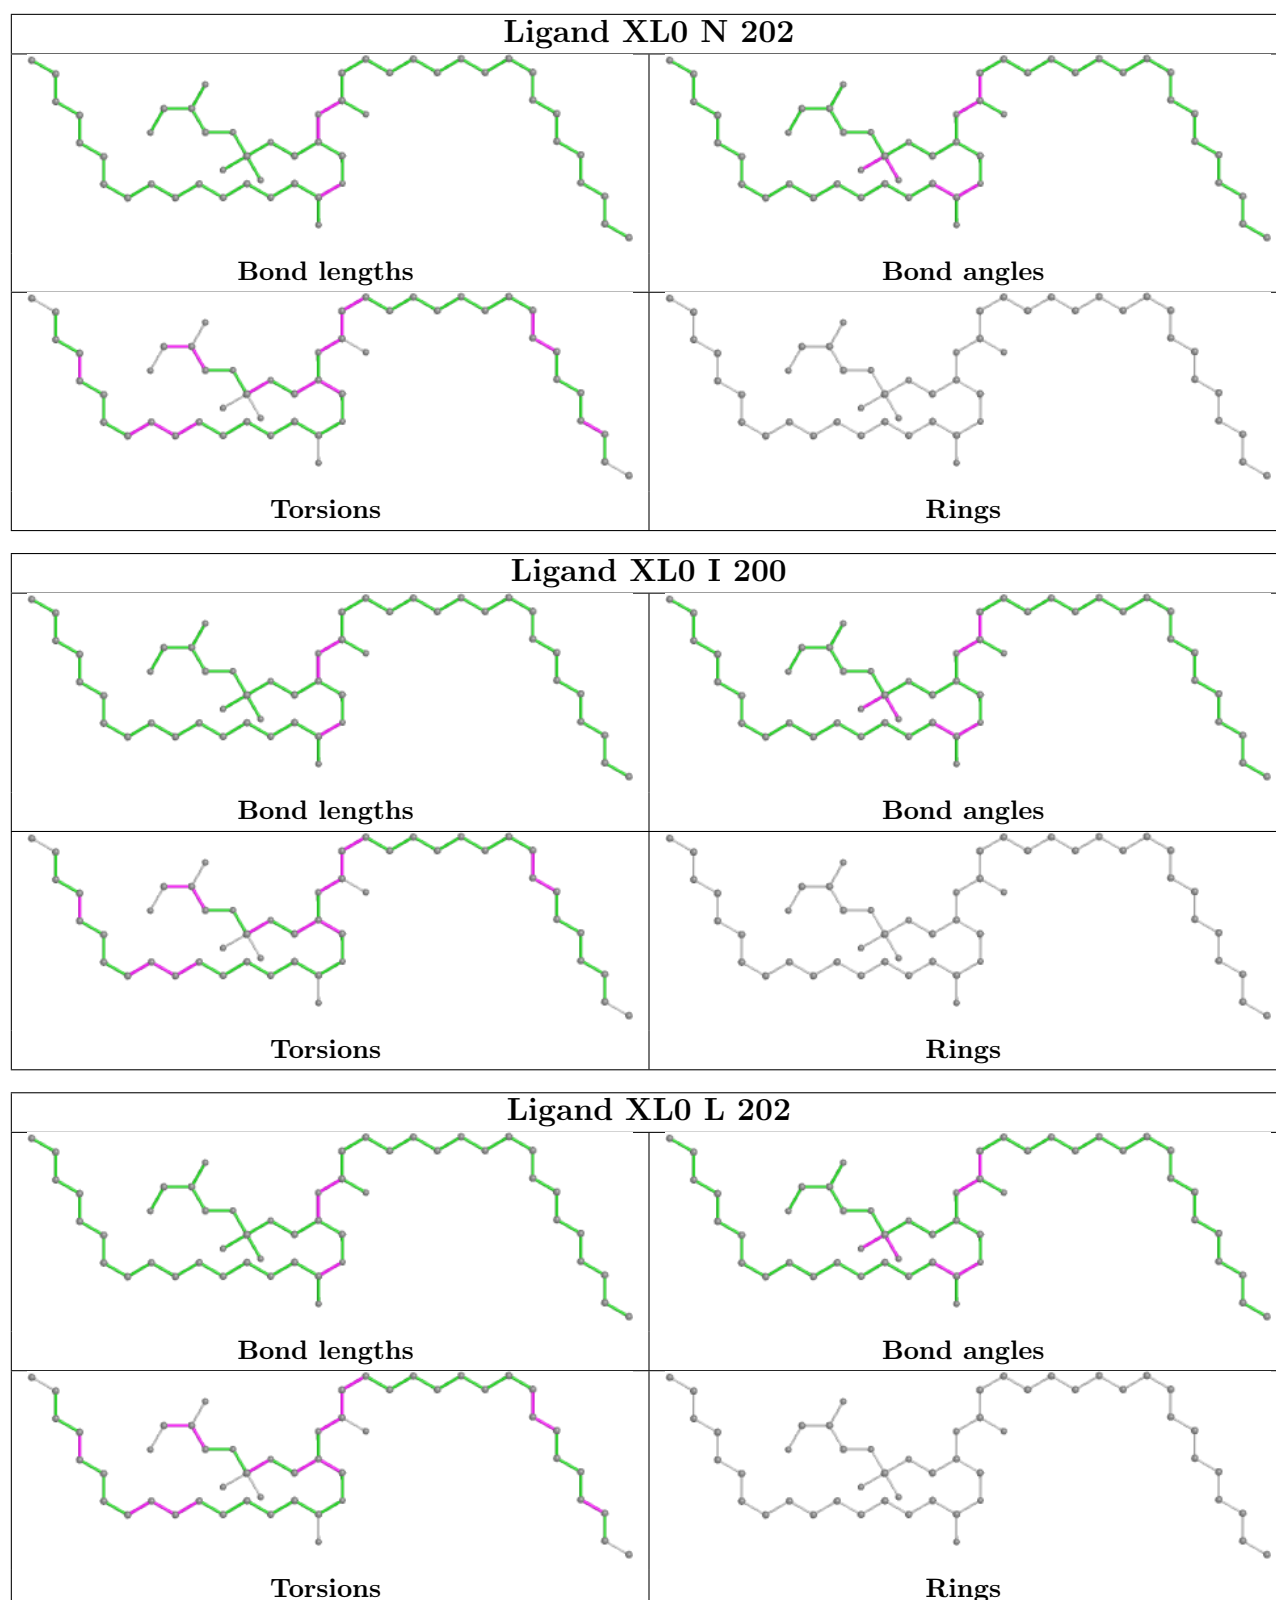 Ligand XL0 N 202
Bond lengths
Bond angles
Torsions
Rings
Ligand XL0 I 200
Bond lengths
Bond angles
Torsions
Rings
Ligand XL0 L 202
Bond lengths
Bond angles
Torsions
Rings